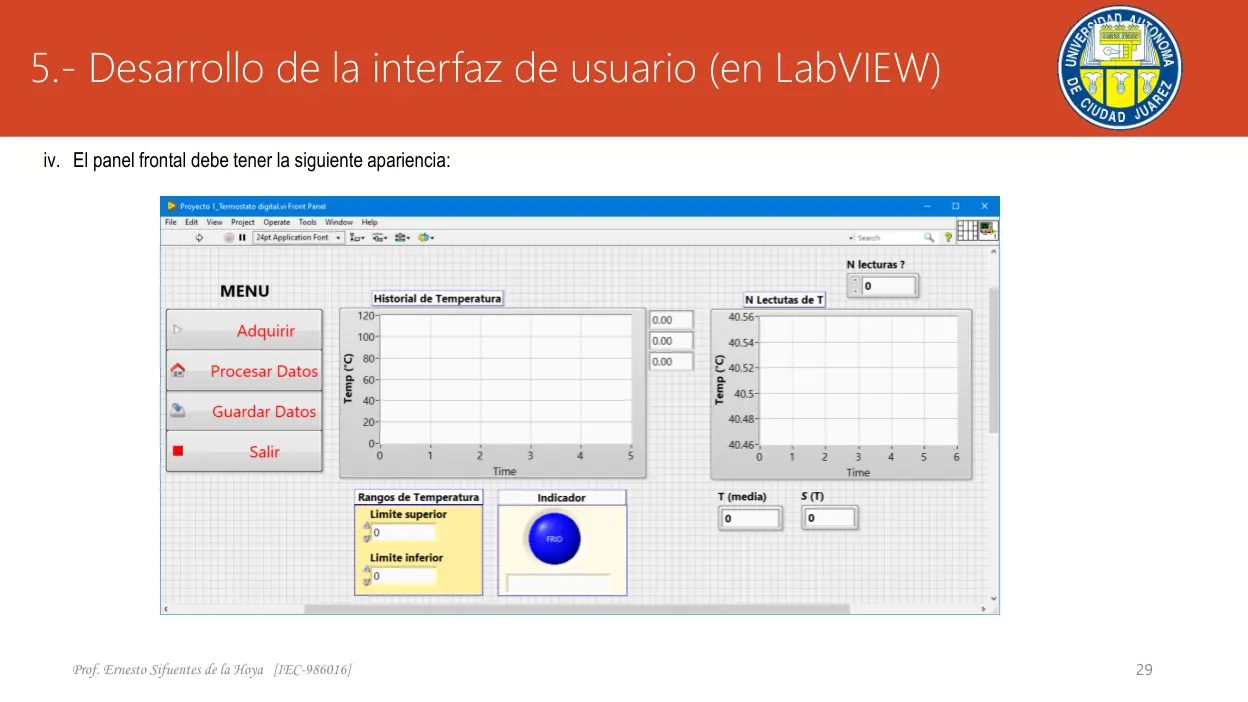 5.- Desarrollo de la interfaz de usuario (en LabVIEW)
UNIVERSIDAD AUTONOMA
DE CIUDAD JUAREZ
iv. El panel frontal debe tener la siguiente apariencia:
Proyecto 1_Termostato digital.vi Front Panel
File Edit View Project Operate Tools Window Help
24pt Application Font
Search
?
N lecturas ?
0
MENU
Adquirir
Procesar Datos
Guardar Datos
Salir
Historial de Temperatura
Temp (°C)
120
100
80
60
40
20
0
0 1 2 3 4 5
Time
0.00
0.00
0.00
N Lectutas de T
Temp (°C)
40.56
40.54
40.52
40.5
40.48
40.46
0 1 2 3 4 5 6
Time
Rangos de Temperatura
Limite superior
0
Limite inferior
0
Indicador
FRIO
T (media) S (T)
0 0
Prof. Ernesto Sifuentes de la Hoya [IEC-986016]
29